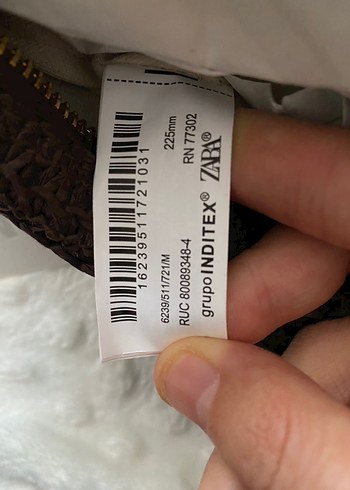 225mm
RN 77302
ZARA®
16239511721031
6239/511/721/M
RUC 80089348-4
grupo INDITEX®